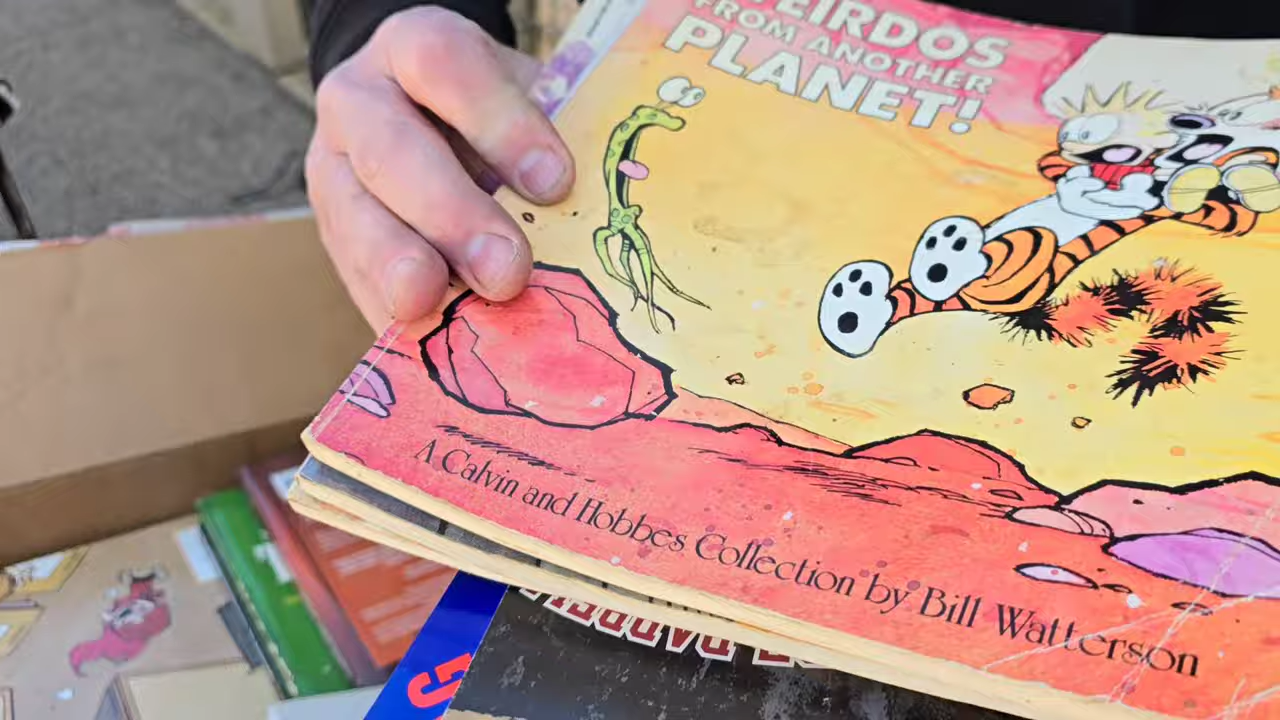 EIRDOS
FROM ANOTHER
PLANET!
A Calvin and Hobbes Collection by Bill Watterson